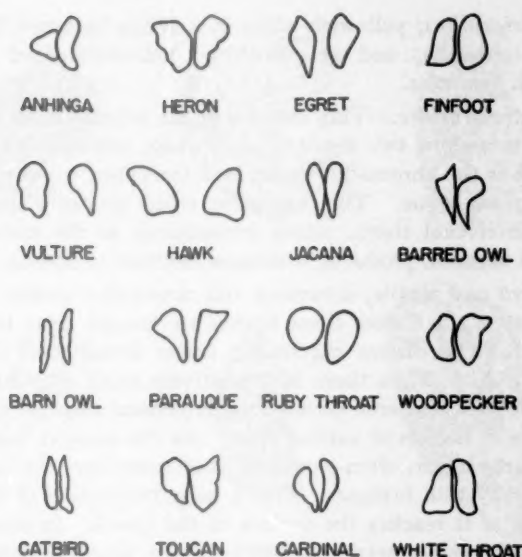 ANHINGA HERON EGRET FINFOOT
VULTURE HAWK JACANA BARRED OWL
BARN OWL PARAUQUE RUBY THROAT WOODPECKER
CATBIRD TOUCAN CARDINAL WHITE THROAT